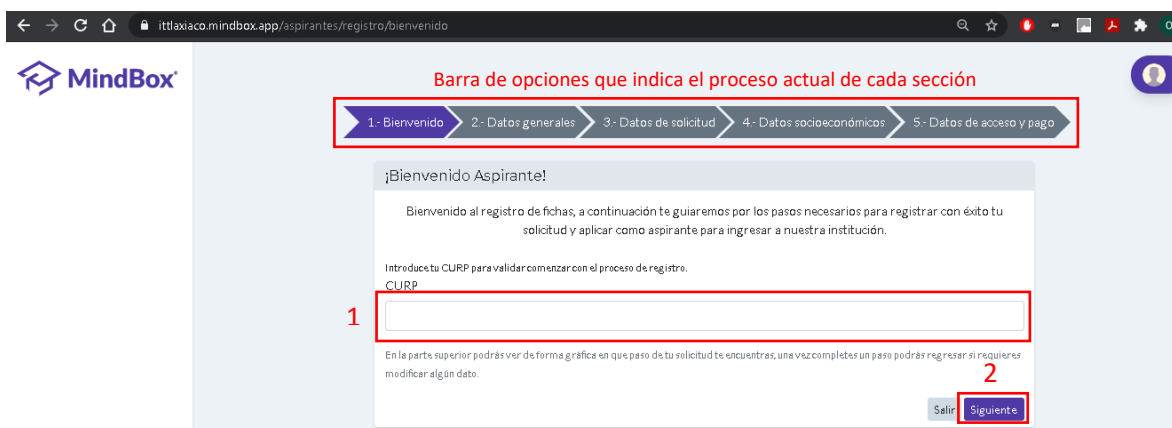 ittlaxiaco.mindbox.app/aspirantes/registro/bienvenido
MindBox
Barra de opciones que indica el proceso actual de cada sección
1.- Bienvenido 2.- Datos generales 3.- Datos de solicitud 4.- Datos socioeconómicos 5.- Datos de acceso y pago
¡Bienvenido Aspirante!
Bienvenido al registro de fichas, a continuación te guiaremos por los pasos necesarios para registrar con éxito tu
solicitud y aplicar como aspirante para ingresar a nuestra institución.
Introduce tu CURP para validar comenzar con el proceso de registro.
CURP
1
En la parte superior podrás ver de forma gráfica en que paso de tu solicitud te encuentras, una vez completes un paso podrás regresar si requieres
modificar algún dato.
2
Salir Siguiente